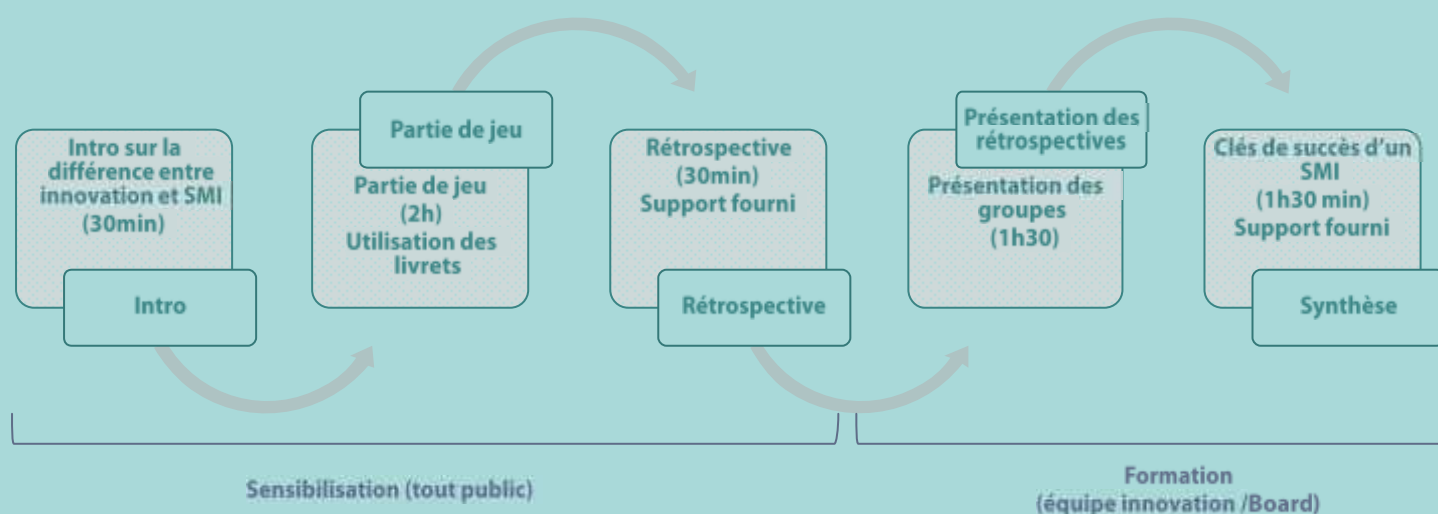 Intro sur la
différence entre
innovation et SMI
(30min)
Intro
Partie de jeu
Partie de jeu
(2h)
Utilisation des
livrets
Rétrospective
(30min)
Support fourni
Rétrospective
Présentation des
rétrospectives
Présentation des
groupes
(1h30)
Clés de succès d'un
SMI
(1h30 min)
Support fourni
Synthèse
Sensibilisation (tout public)
Formation
(équipe innovation /Board)